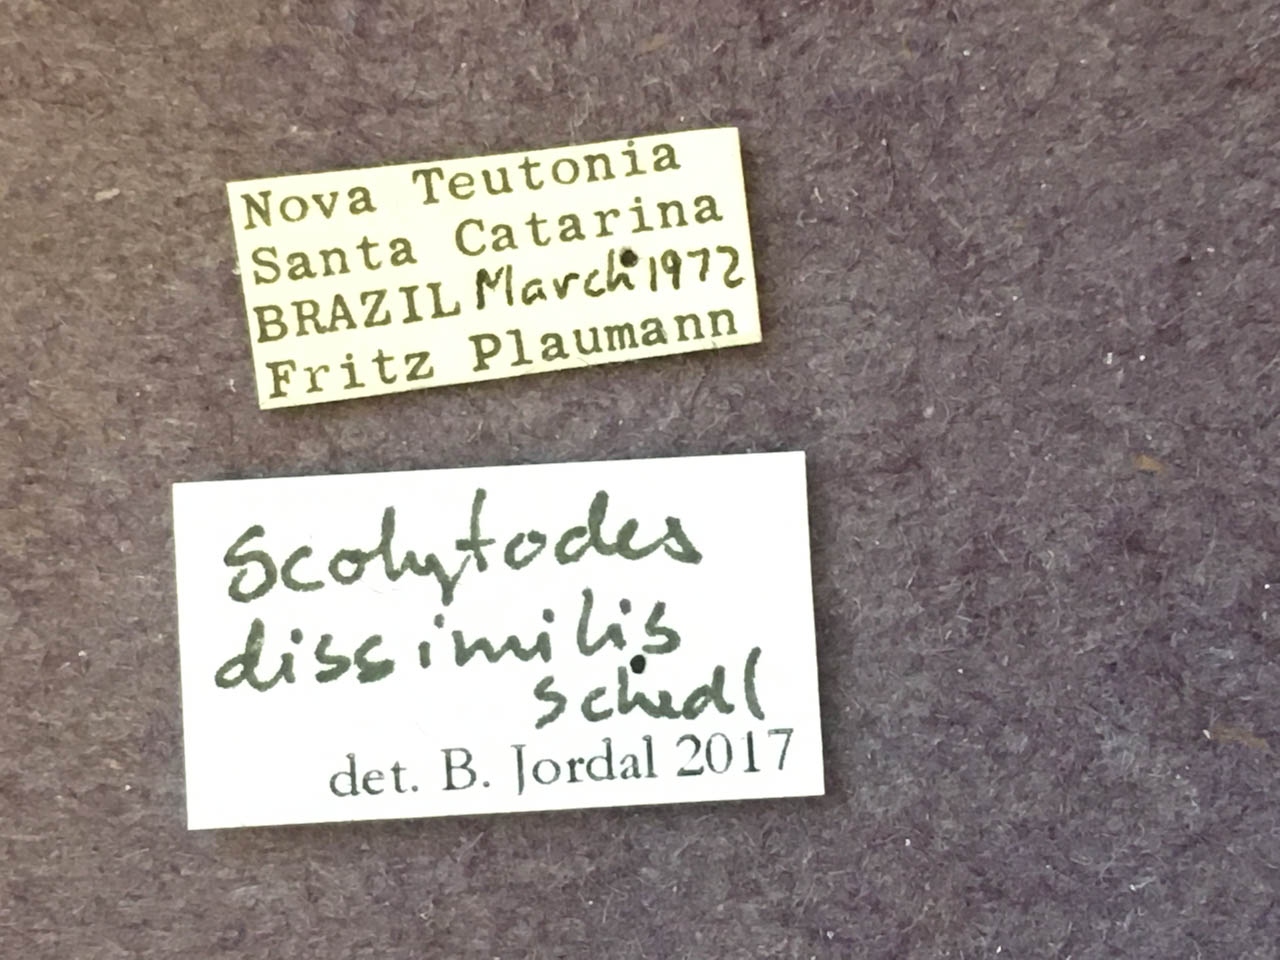 Nova Teutonia
Santa Catarina
BRAZIL March 1972
Fritz Plaumann
Scolytodes
dissimilis
Schedl
det. B. Jordal 2017